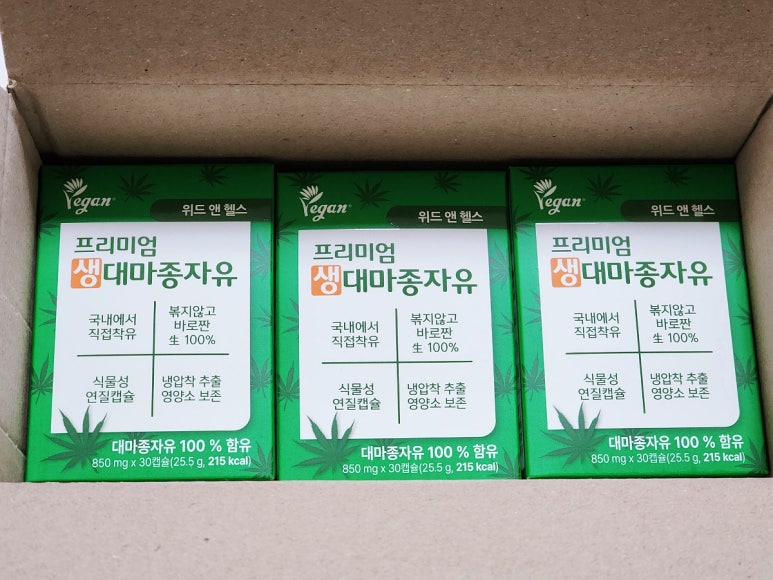 Vegan
위드 앤 헬스
프리미엄
생대마종자유
국내에서
직접착유
볶지않고
바로짠
生 100%
식물성
연질캡슐
냉압착 추출
영양소 보존
대마종자유 100 % 함유
850 mg x 30캡슐(25.5 g, 215 kcal)
Vegan
위드 앤 헬스
프리미엄
생대마종자유
국내에서
직접착유
볶지않고
바로짠
生 100%
식물성
연질캡슐
냉압착 추출
영양소 보존
대마종자유 100 % 함유
850 mg x 30캡슐(25.5 g, 215 kcal)
Vegan
위드 앤 헬스
프리미엄
생대마종자유
국내에서
직접착유
볶지않고
바로짠
生 100%
식물성
연질캡슐
냉압착 추출
영양소 보존
대마종자유 100 % 함유
850 mg x 30캡슐(25.5 g, 215 kcal)